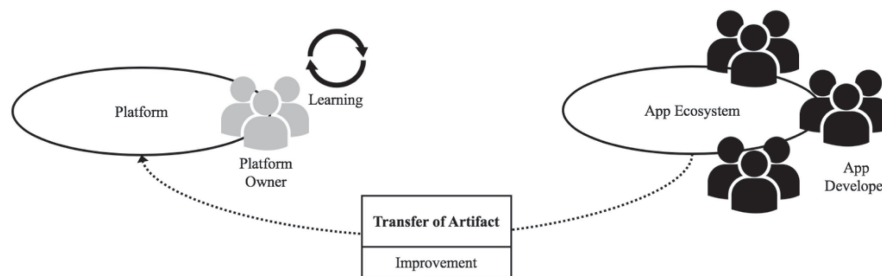 Platform
Learning
Platform
Owner
App Ecosystem
App
Develope
Transfer of Artifact
Improvement